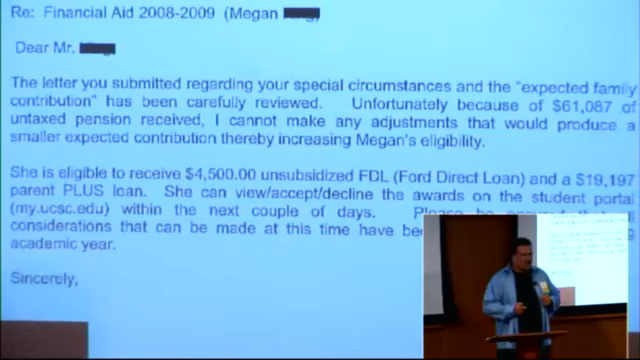 Re: Financial Aid 2008-2009 (Megan
Dear Mr.
The letter you submitted regarding your special circumstances and the "expected family
contribution" has been carefully reviewed. Unfortunately because of $61,087 of
untaxed pension received, I cannot make any adjustments that would produce a
smaller expected contribution thereby increasing Megan's eligibility.
She is eligible to receive $4,500.00 unsubsidized FDL (Ford Direct Loan) and a $19,197
parent PLUS loan. She can view/accept/decline the awards on the student portal
(my.ucsc.edu) within the next couple of days.
considerations that can be made at this time have
academic year.
Sincerely,